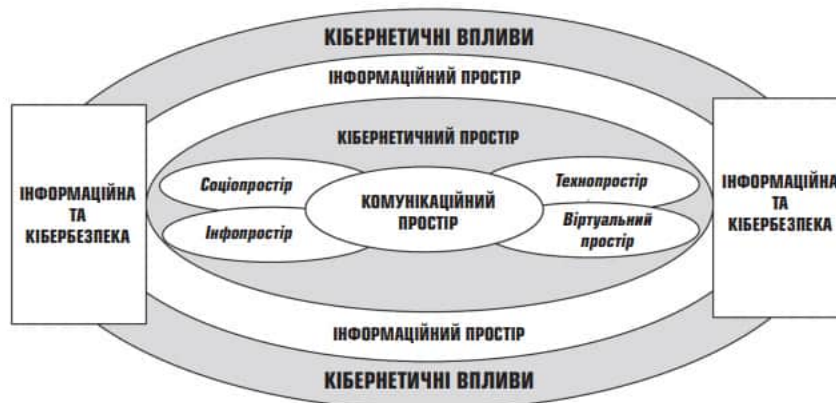 КІБЕРНЕТИЧНІ ВПЛИВИ
ІНФОРМАЦІЙНИЙ ПРОСТІР
КІБЕРНЕТИЧНИЙ ПРОСТІР
ІНФОРМАЦІЙНА
ТА
КІБЕРБЕЗПЕКА
Соціопростір
Інфопростір
КОМУНІКАЦІЙНИЙ
ПРОСТІР
Технопростір
Віртуальний
простір
ІНФОРМАЦІЙНА
ТА
КІБЕРБЕЗПЕКА
ІНФОРМАЦІЙНИЙ ПРОСТІР
КІБЕРНЕТИЧНІ ВПЛИВИ